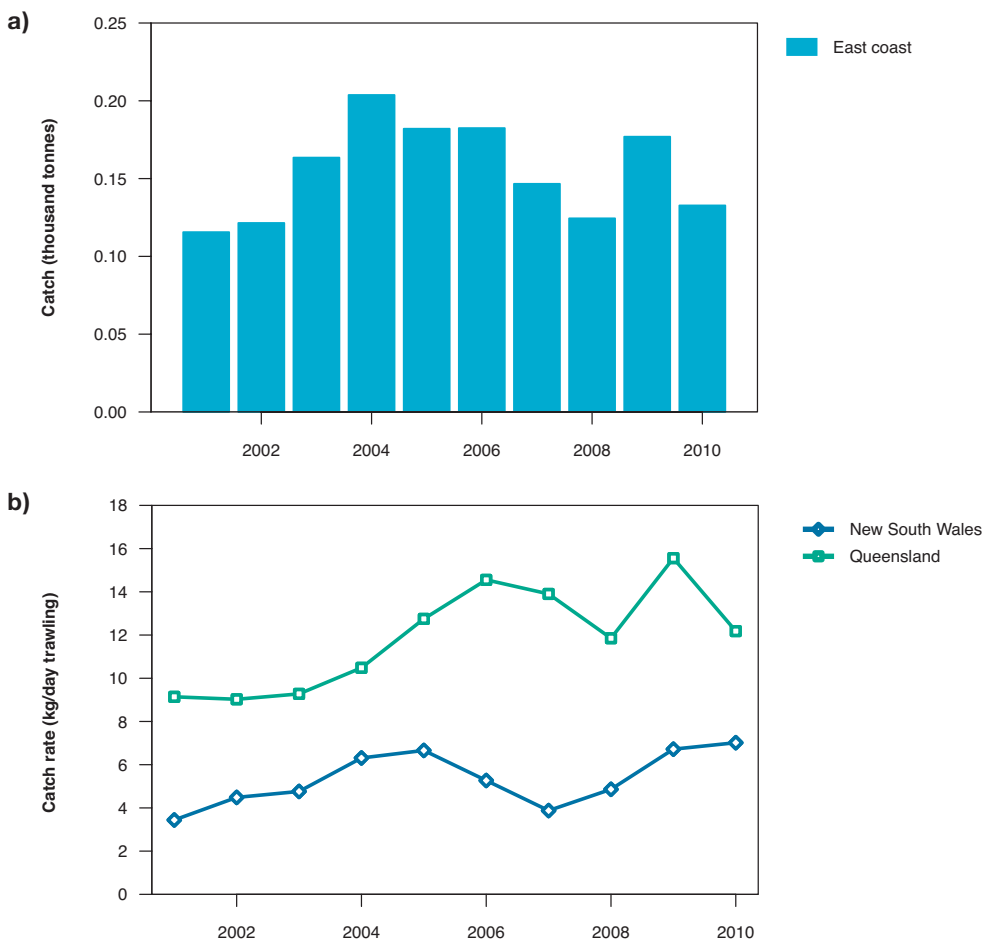 a)
Catch (thousand tonnes)
0.25
0.20
0.15
0.10
0.05
0.00
2002 2004 2006 2008 2010
East coast
b)
Catch rate (kg/day trawling)
18
16
14
12
10
8
6
4
2
0
2002 2004 2006 2008 2010
New South Wales
Queensland